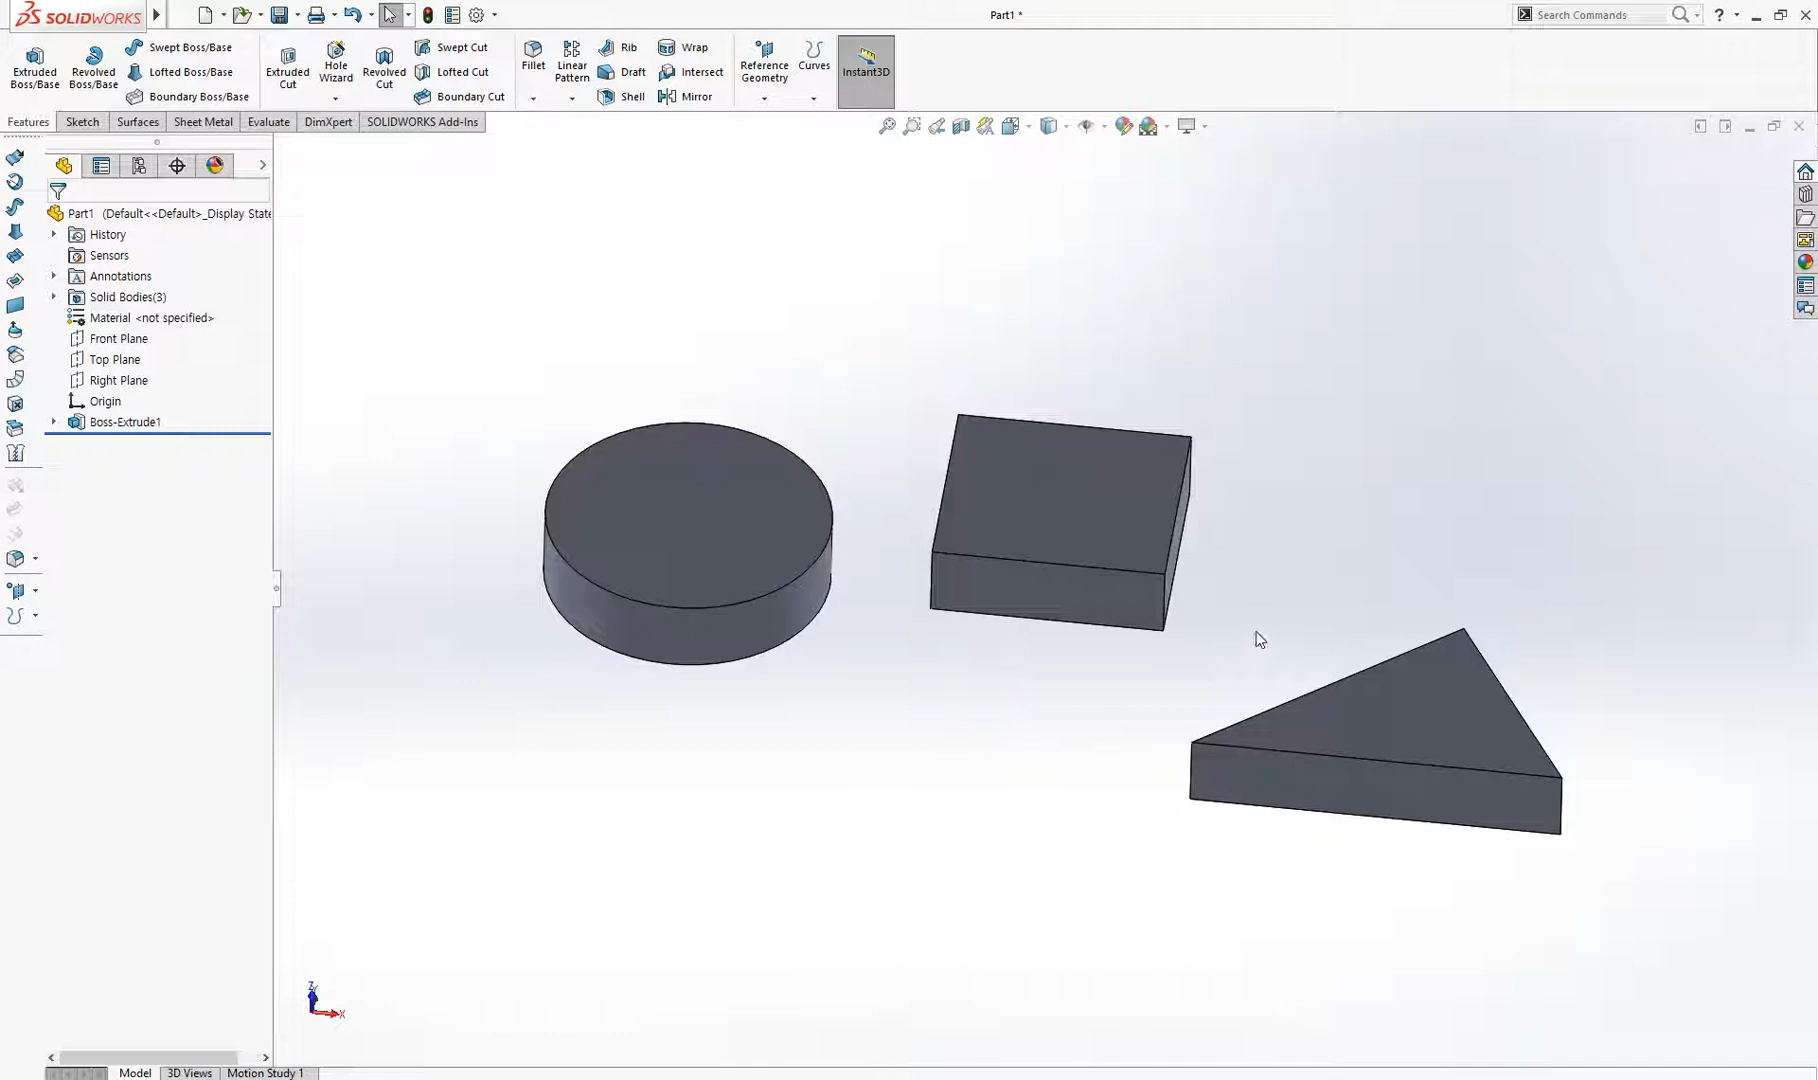 SOLIDWORKS
Part1 *
Search Commands
?
Extruded Boss/Base
Revolved Boss/Base
Swept Boss/Base
Lofted Boss/Base
Boundary Boss/Base
Extruded Cut
Hole Wizard
Revolved Cut
Swept Cut
Lofted Cut
Boundary Cut
Fillet
Linear Pattern
Rib
Draft
Shell
Wrap
Intersect
Mirror
Reference Geometry
Curves
Instant3D
Features
Sketch
Surfaces
Sheet Metal
Evaluate
DimXpert
SOLIDWORKS Add-Ins
Part1 (Default<<Default>_Display State
History
Sensors
A Annotations
Solid Bodies(3)
Material <not specified>
Front Plane
Top Plane
Right Plane
Origin
Boss-Extrude1
Z
X
Model
3D Views
Motion Study 1